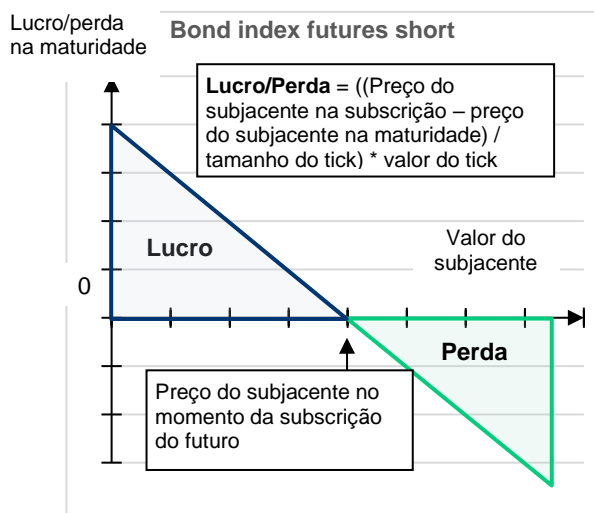 Lucro/perda
na maturidade
Bond index futures short
Lucro/Perda = ((Preço do
subjacente na subscrição – preço
do subjacente na maturidade) /
tamanho do tick) * valor do tick
Lucro
Valor do
subjacente
0
Perda
Preço do subjacente no
momento da subscrição
do futuro